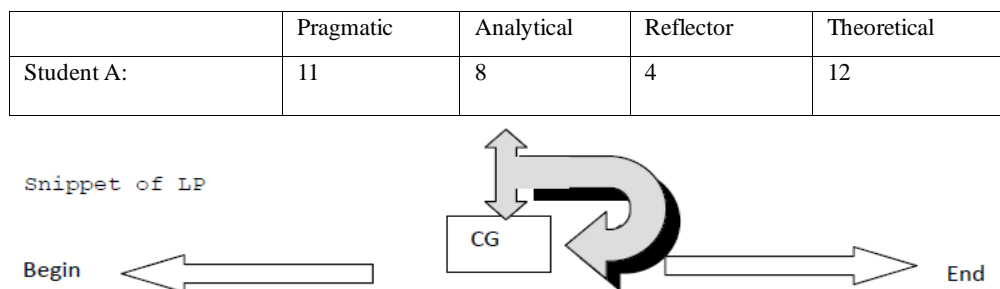 Pragmatic Analytical Reflector Theoretical
Student A: 11 8 4 12
Snippet of LP
CG
Begin End